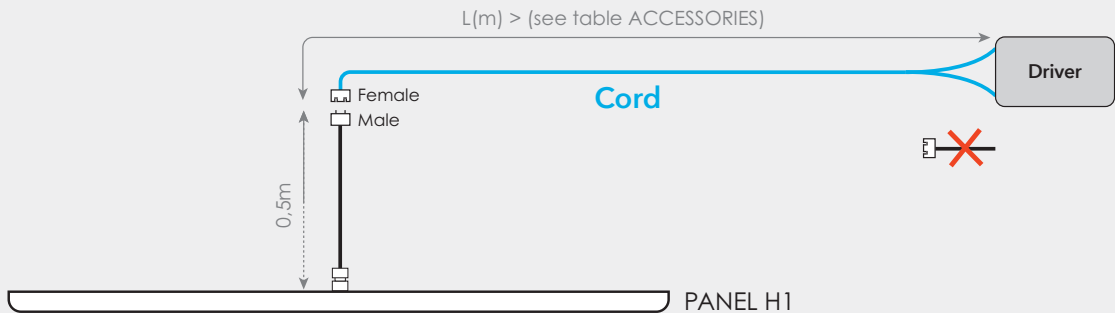 L(m) > (see table ACCESSORIES)
Driver
Female
Cord
Male
0,5m
PANEL H1